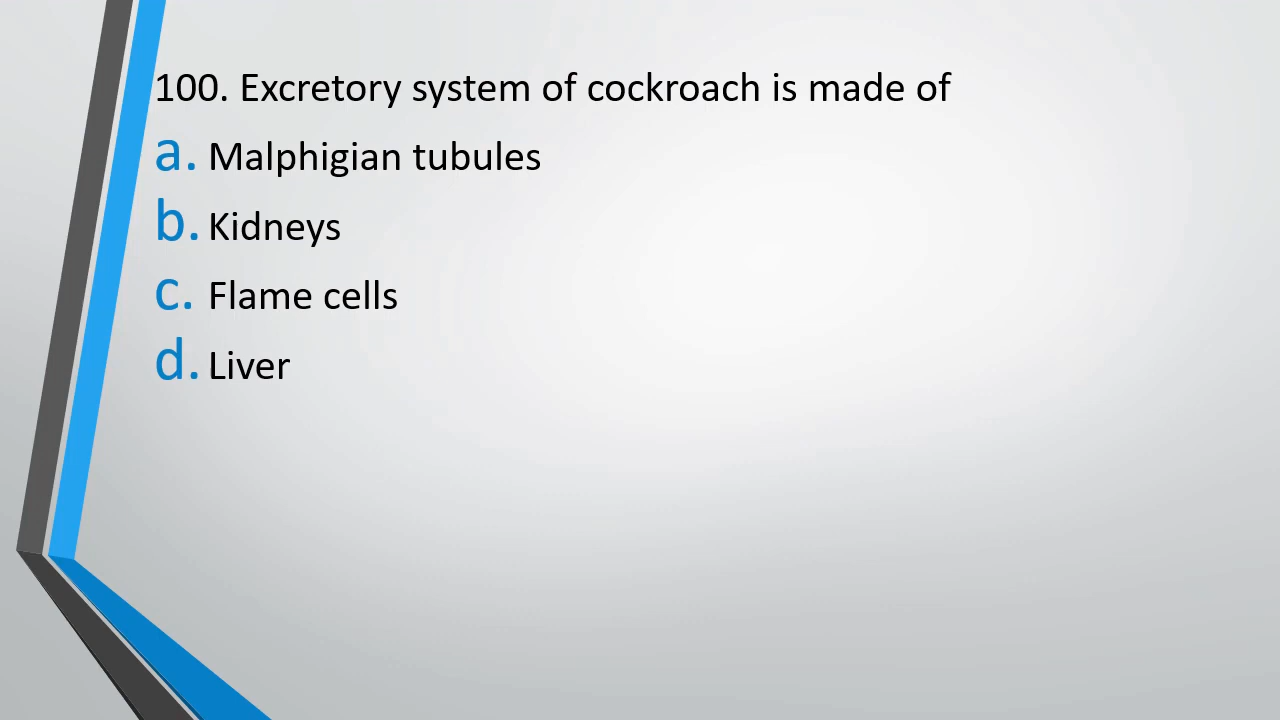 100. Excretory system of cockroach is made of
a. Malphigian tubules
b. Kidneys
c. Flame cells
d. Liver